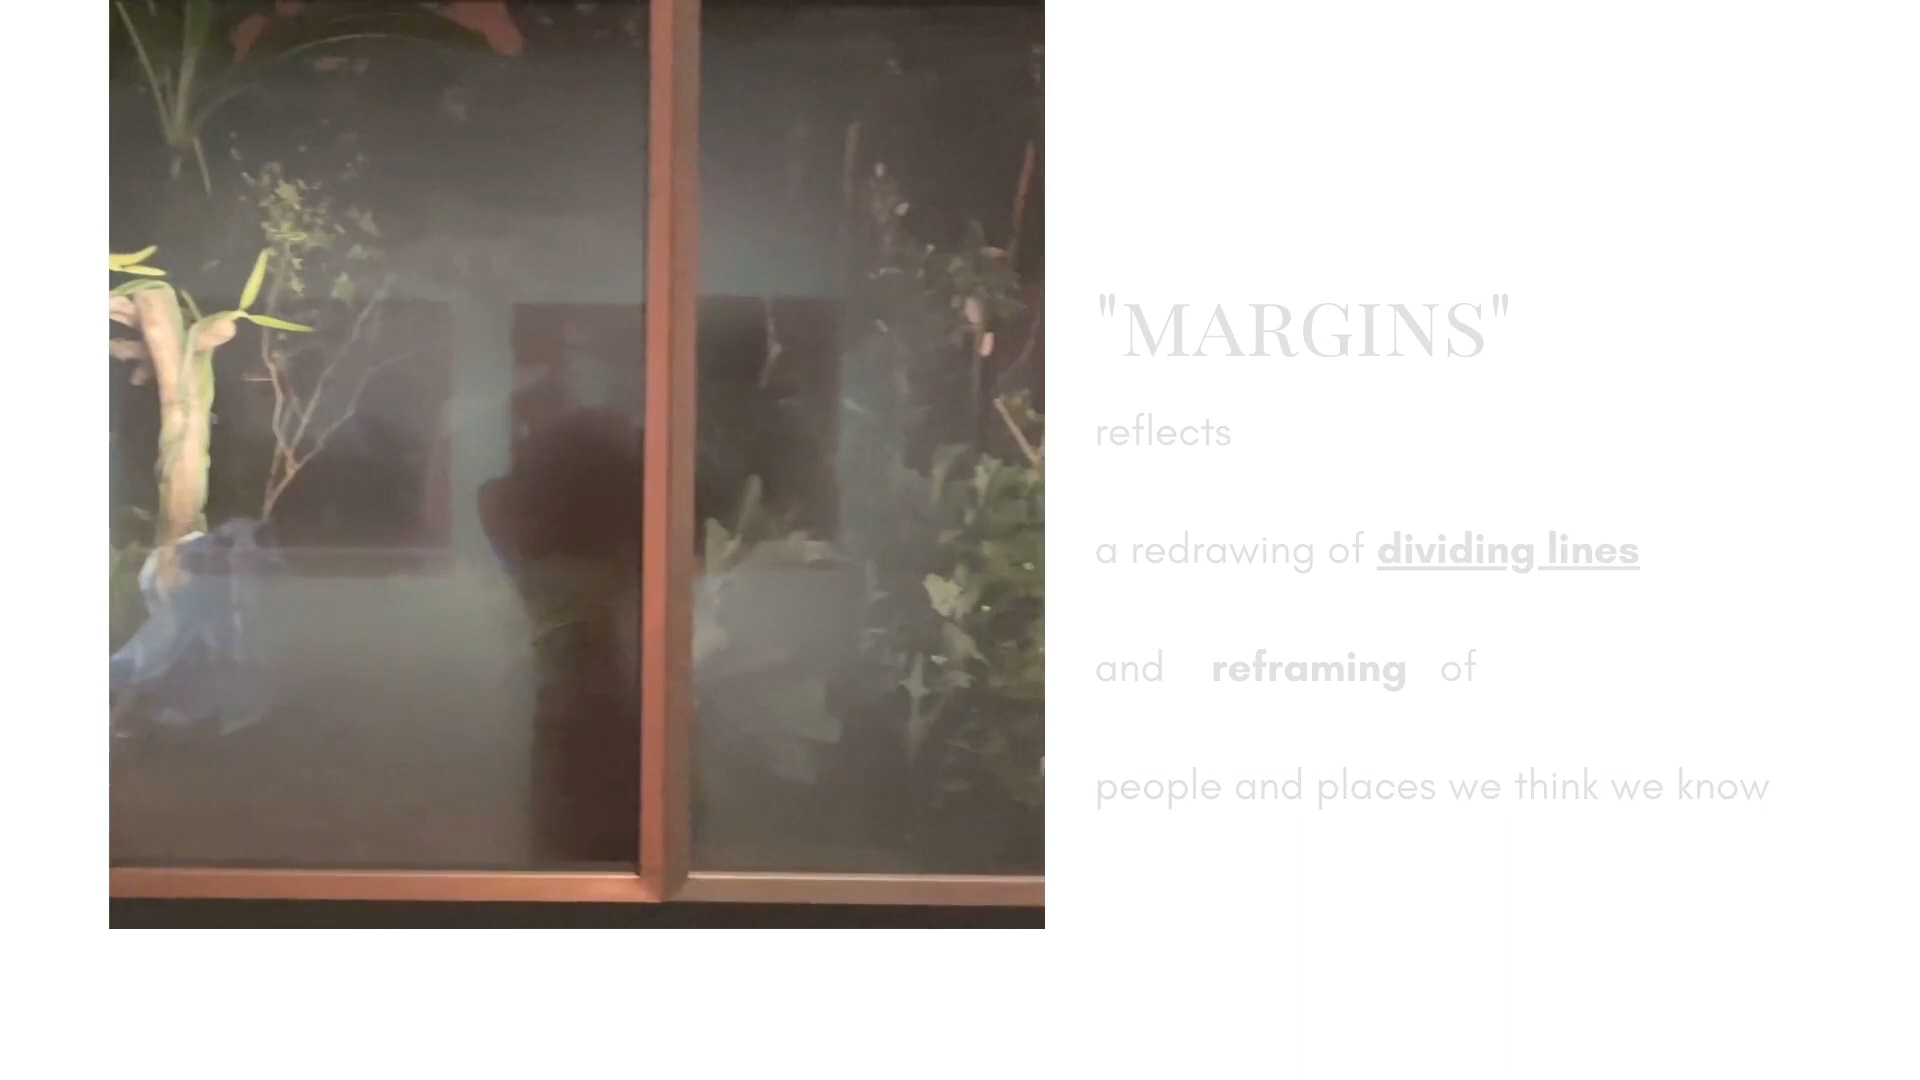 "MARGINS"
reflects
a redrawing of dividing lines
and reframing of
people and places we think we know